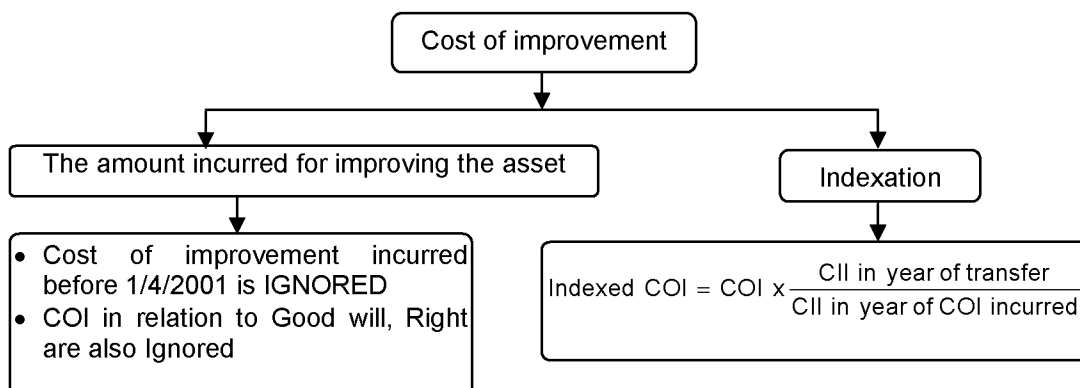 Cost of improvement
The amount incurred for improving the asset
Indexation
• Cost of improvement incurred
before 1/4/2001 is IGNORED
• COI in relation to Good will, Right
are also Ignored
Indexed COI = COI x CII in year of transfer / CII in year of COI incurred